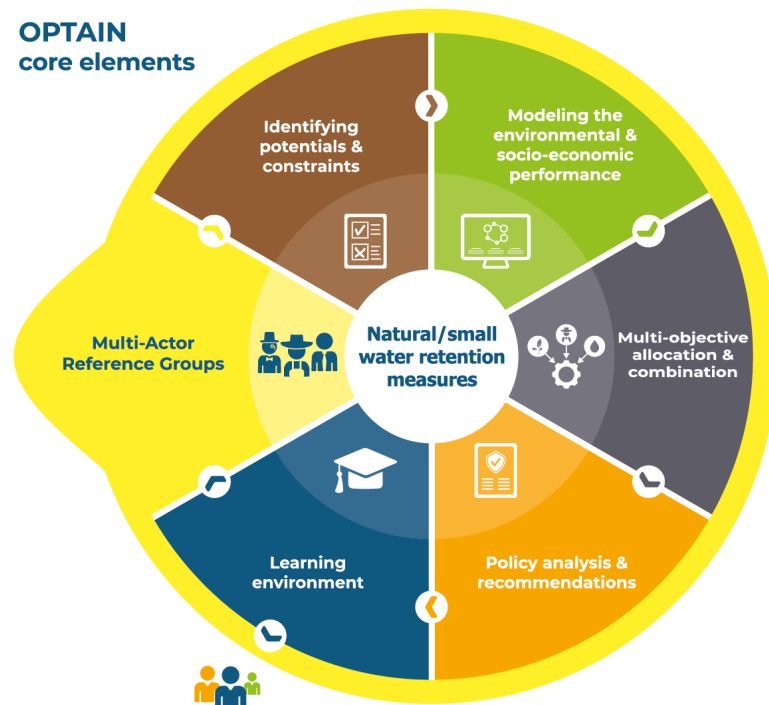 OPTAIN
core elements
Identifying
potentials &
constraints
Modeling the
environmental &
socio-economic
performance
Multi-Actor
Reference Groups
Natural/small
water retention
measures
Multi-objective
allocation &
combination
Learning
environment
Policy analysis &
recommendations